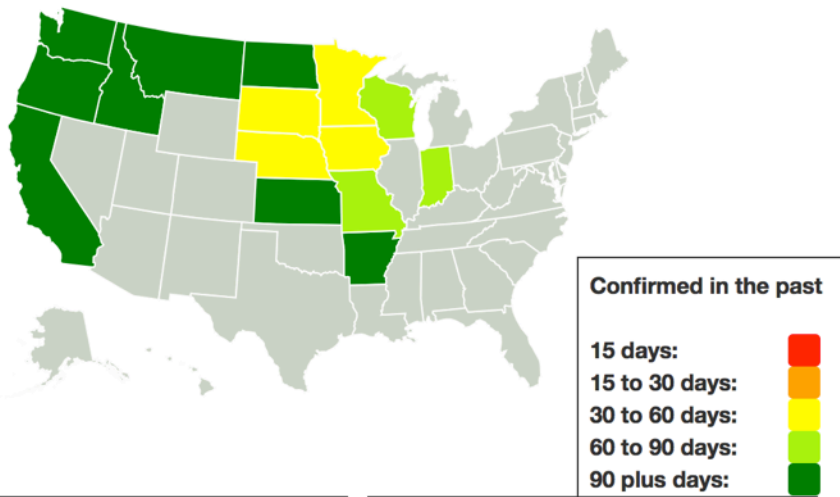 Confirmed in the past
15 days:
15 to 30 days:
30 to 60 days:
60 to 90 days:
90 plus days: